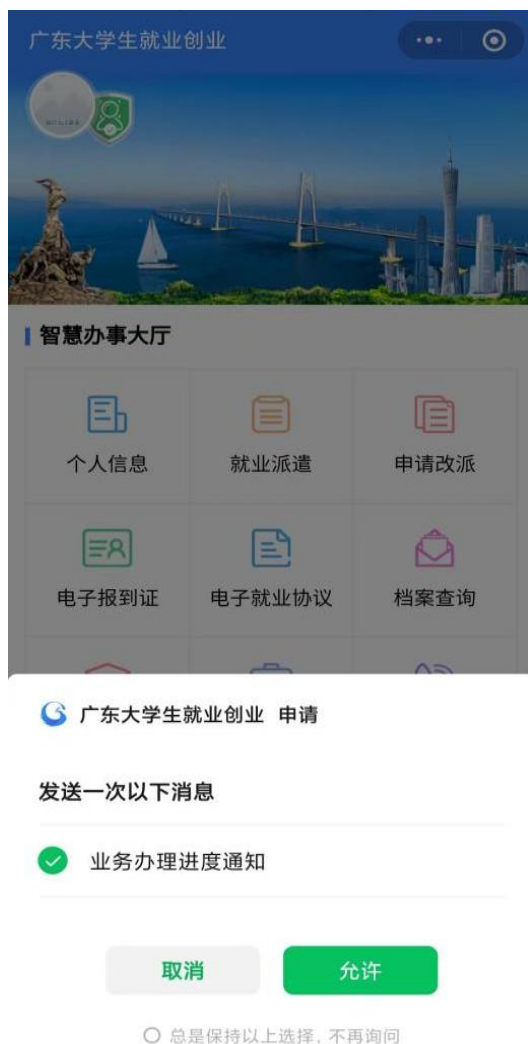 广东大学生就业创业
智慧办事大厅
个人信息 就业派遣 申请改派
电子报到证 电子就业协议 档案查询
广东大学生就业创业 申请
发送一次以下消息
业务办理进度通知
取消 允许
总是保持以上选择，不再询问